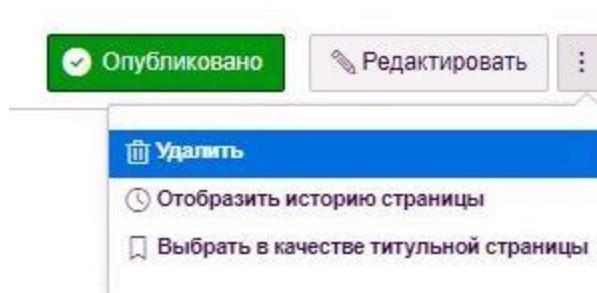 Опубликовано Редактировать
Удалить
Отобразить историю страницы
Выбрать в качестве титульной страницы